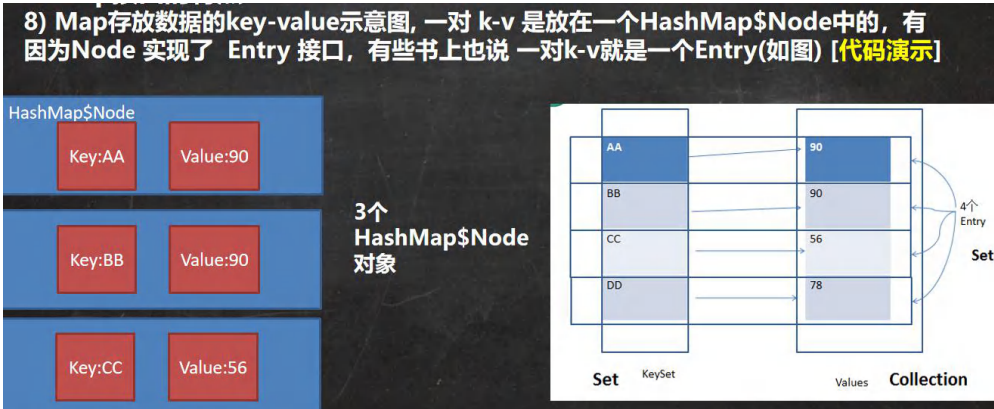 8) Map存放数据的key-value示意图, 一对 k-v 是放在一个HashMap$Node中的，有
因为Node 实现了 Entry 接口，有些书上也说 一对k-v就是一个Entry(如图) [代码演示]
HashMap$Node
Key:AA
Value:90
Key:BB
Value:90
Key:CC
Value:56
3个
HashMap$Node
对象
AA
90
BB
90
CC
56
DD
78
4个
Entry
Set
Set
KeySet
Values
Collection